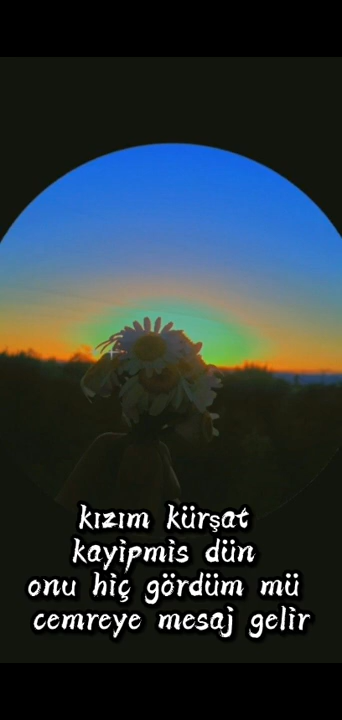 kızım kürşat
kayipmis dün
onu hiç gördüm mü
cemreye mesaj gelir